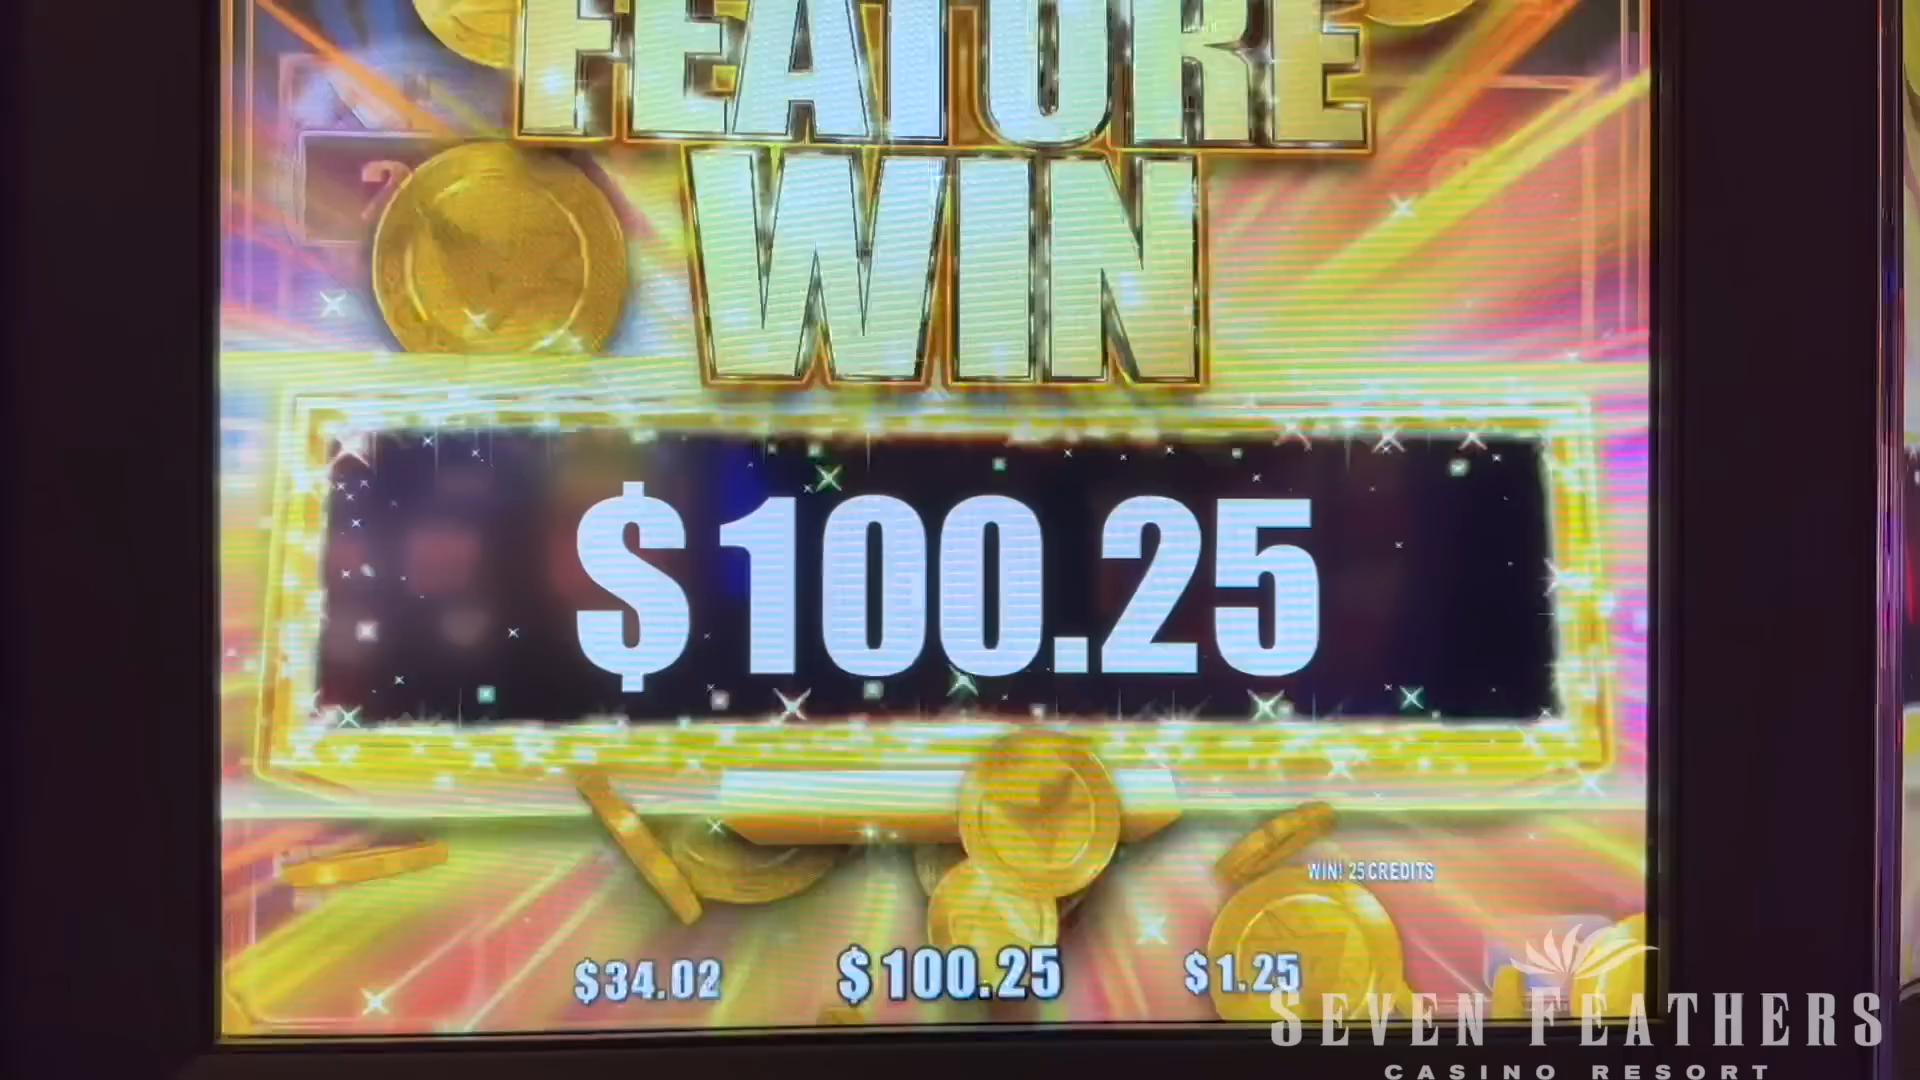 FEATURE
WIN
?
$100.25
WIN! 25 CREDITS
$34.02 $100.25 $1.25
SEVEN FEATHERS
CASINO RESORT